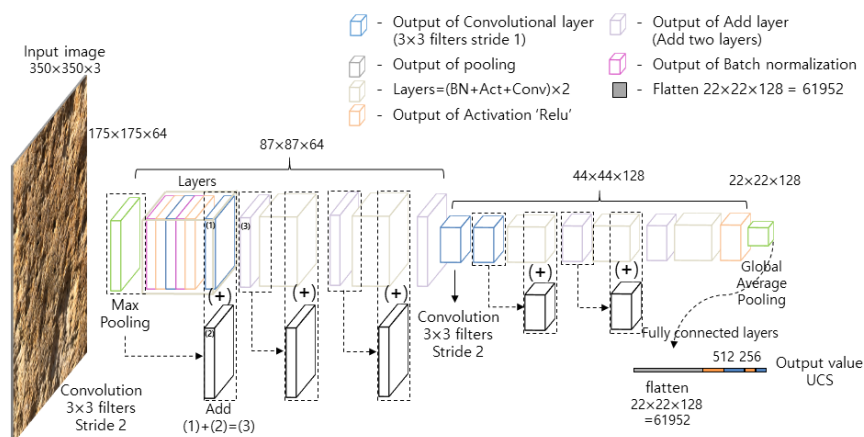 Input image
350×350×3
- Output of Convolutional layer
(3×3 filters stride 1)
- Output of pooling
- Layers=(BN+Act+Conv)×2
- Output of Activation 'Relu'
- Output of Add layer
(Add two layers)
- Output of Batch normalization
- Flatten 22×22×128 = 61952
175×175×64
87×87×64
44×44×128
22×22×128
Layers
(1)
(3)
(+)
(+)
(+)
(+)
(+)
Max
Pooling
(2)
Convolution
3×3 filters
Stride 2
Add
(1)+(2)=(3)
Convolution
3×3 filters
Stride 2
Global
Average
Pooling
Fully connected layers
512 256
Output value
UCS
flatten
22×22×128
=61952